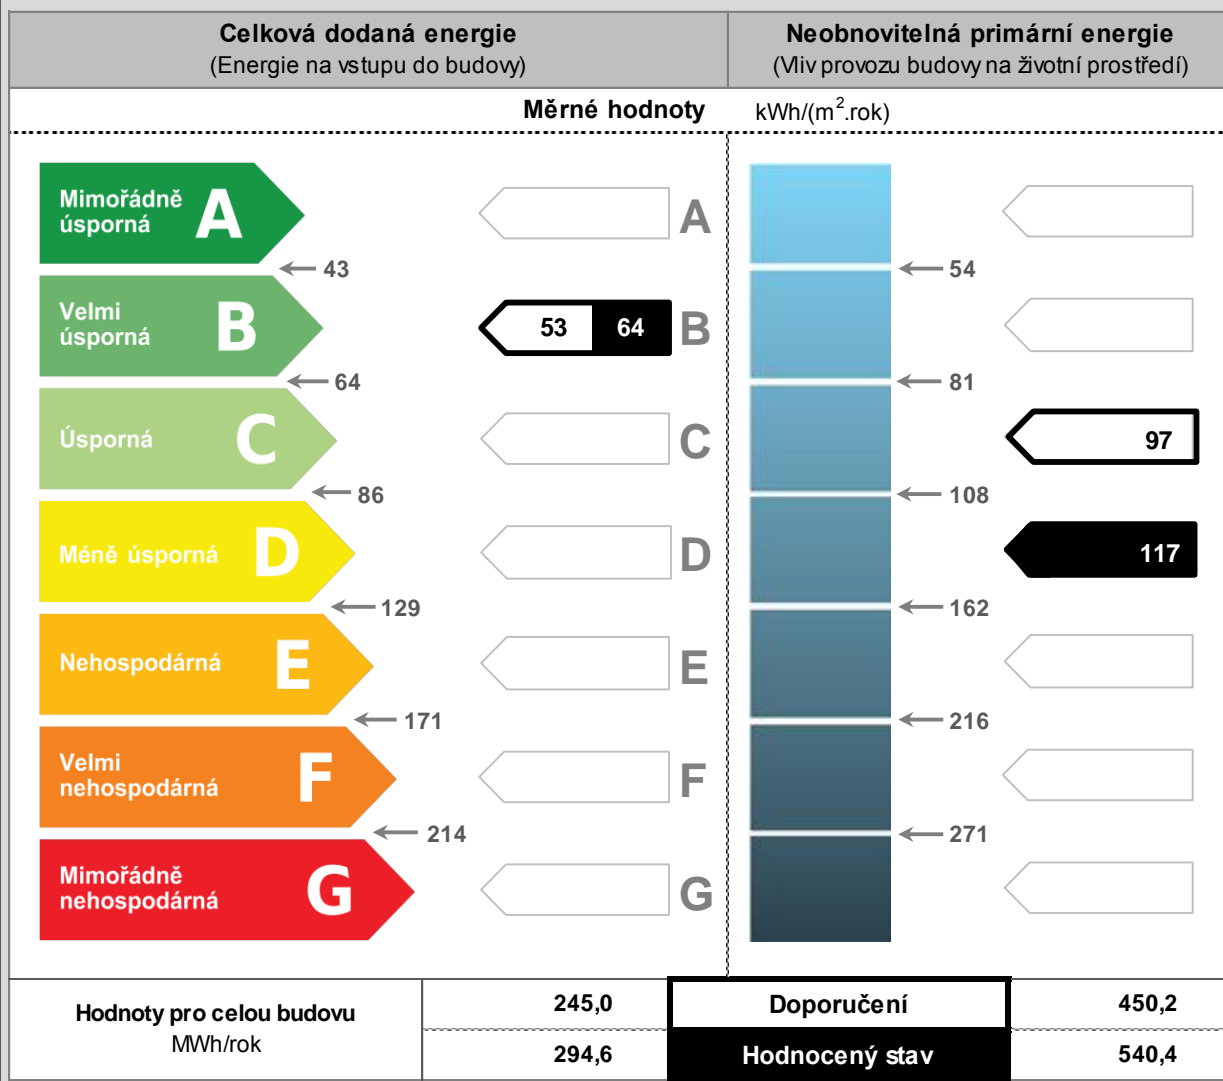 Celková dodaná energie
(Energie na vstupu do budovy)
Neobnovitelná primární energie
(Vliv provozu budovy na životní prostředí)
Měrné hodnoty kWh/(m².rok)
Mimořádně
úsporná
A
A
43
54
Velmi
úsporná
B
53 64
B
64
81
Úsporná
C
C
97
86
108
Méně úsporná
D
D
117
129
162
Nehospodárná
E
E
171
216
Velmi
nehospodárná
F
F
214
271
Mimořádně
nehospodárná
G
G
Hodnoty pro celou budovu
MWh/rok
245,0 Doporučení 450,2
294,6 Hodnocený stav 540,4